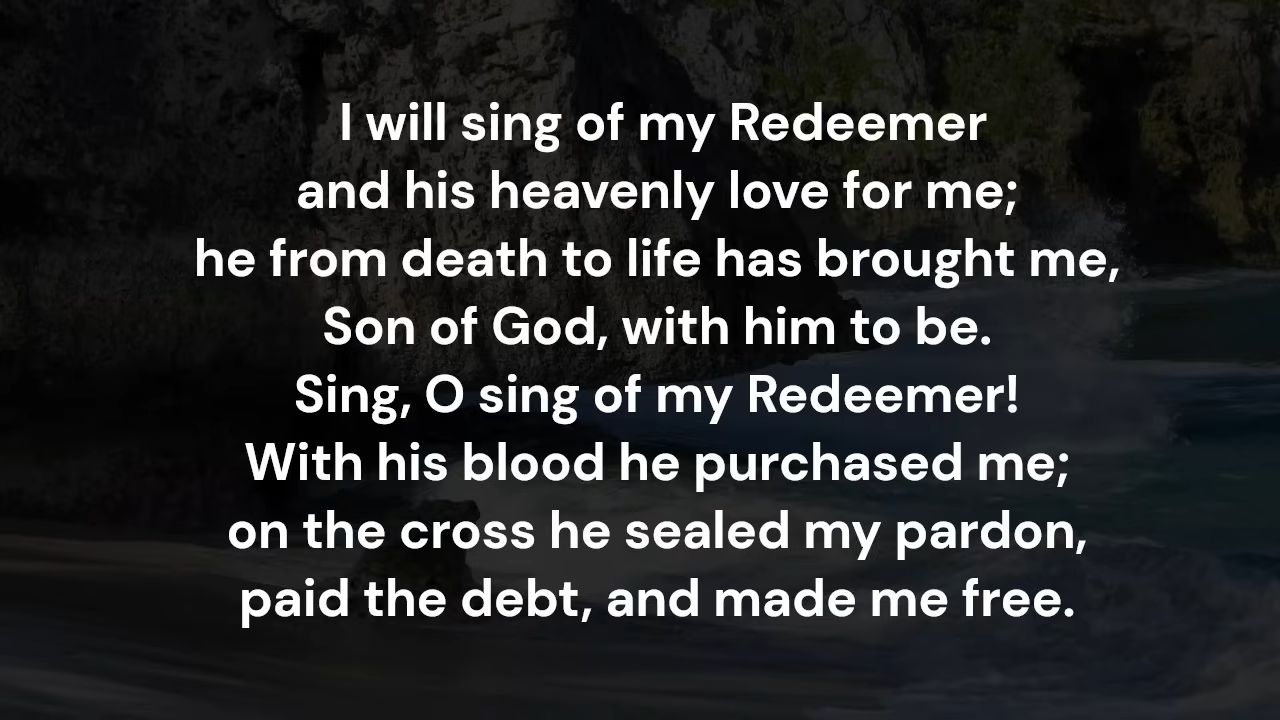 I will sing of my Redeemer
and his heavenly love for me;
he from death to life has brought me,
Son of God, with him to be.
Sing, O sing of my Redeemer!
With his blood he purchased me;
on the cross he sealed my pardon,
paid the debt, and made me free.